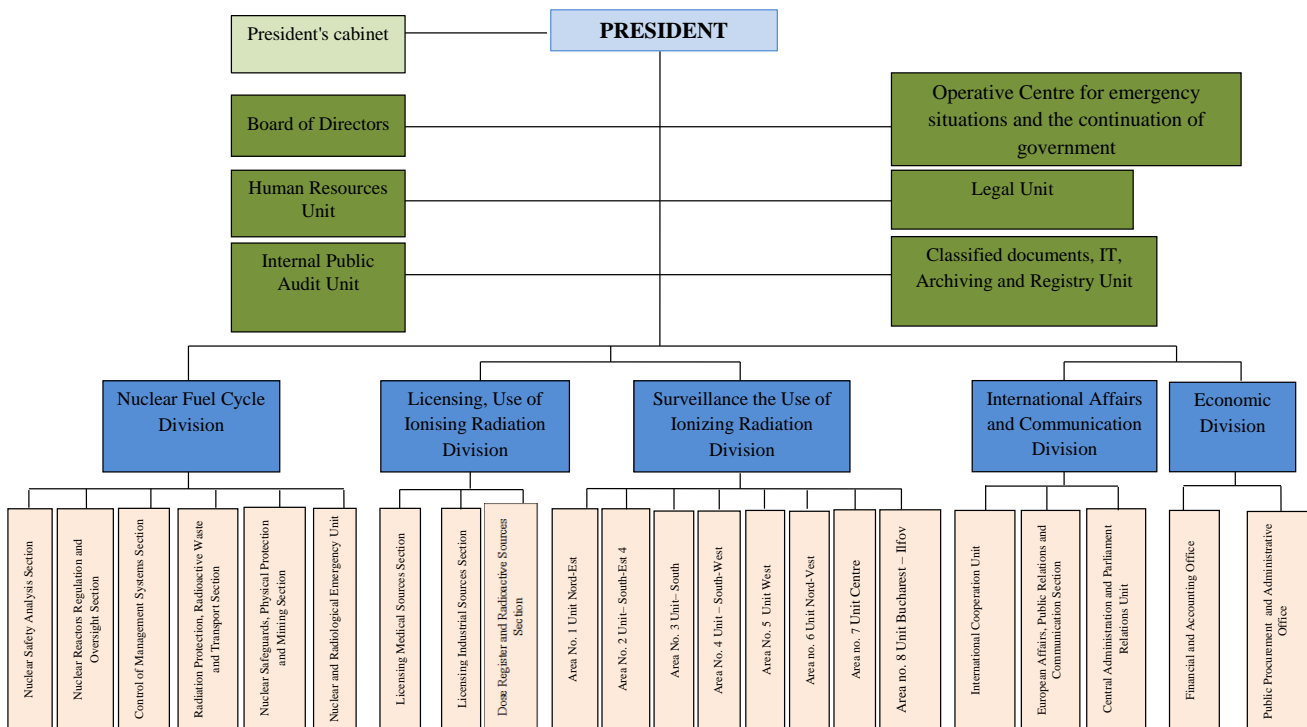 President's cabinet
PRESIDENT
Board of Directors
Operative Centre for emergency
situations and the continuation of
government
Human Resources
Unit
Legal Unit
Internal Public
Audit Unit
Classified documents, IT,
Archiving and Registry Unit
Nuclear Fuel Cycle
Division
Licensing, Use of
Ionising Radiation
Division
Surveillance the Use of
Ionizing Radiation
Division
International Affairs
and Communication
Division
Economic
Division
Nuclear Safety Analysis Section
Nuclear Reactors Regulation and
Oversight Section
Control of Management Systems Section
Radiation Protection, Radioactive Waste
and Transport Section
Nuclear Safeguards, Physical Protection
and Mining Section
Nuclear and Radiological Emergency Unit
Licensing Medical Sources Section
Licensing Industrial Sources Section
Dose Register and Radioactive Sources
Section
Area No. 1 Unit Nord-Est
Area No. 2 Unit– South-Est 4
Area No. 3 Unit– South
Area No. 4 Unit – South-West
Area No. 5 Unit West
Area no. 6 Unit Nord-Vest
Area no. 7 Unit Centre
Area no. 8 Unit Bucharest – Ilfov
International Cooperation Unit
European Affairs, Public Relations and
Communication Section
Central Administration and Parliament
Relations Unit
Financial and Accounting Office
Public Procurement and Administrative
Office